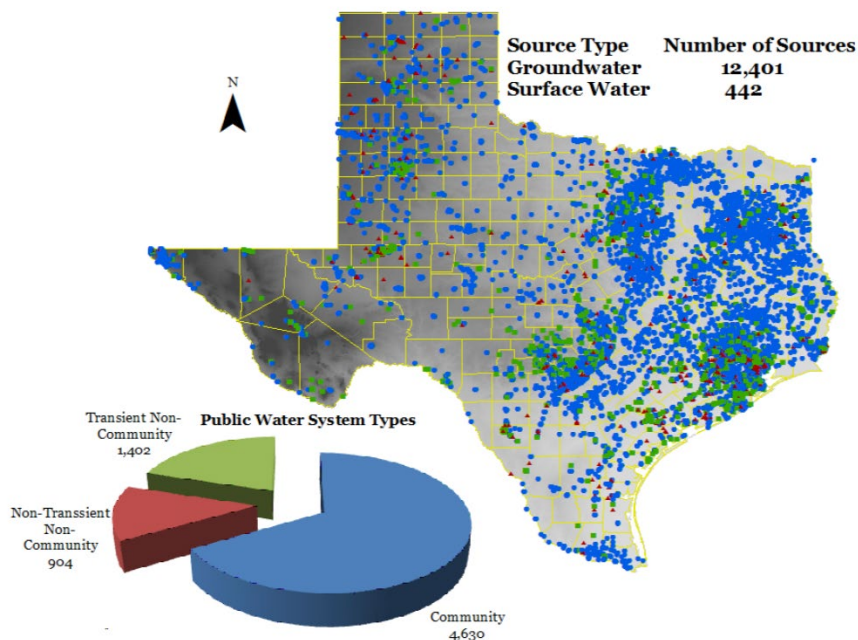 Source Type Number of Sources
Groundwater 12,401
Surface Water 442
N
Public Water System Types
Transient Non-
Community
1,402
Non-Transsient
Non-
Community
904
Community
4,630